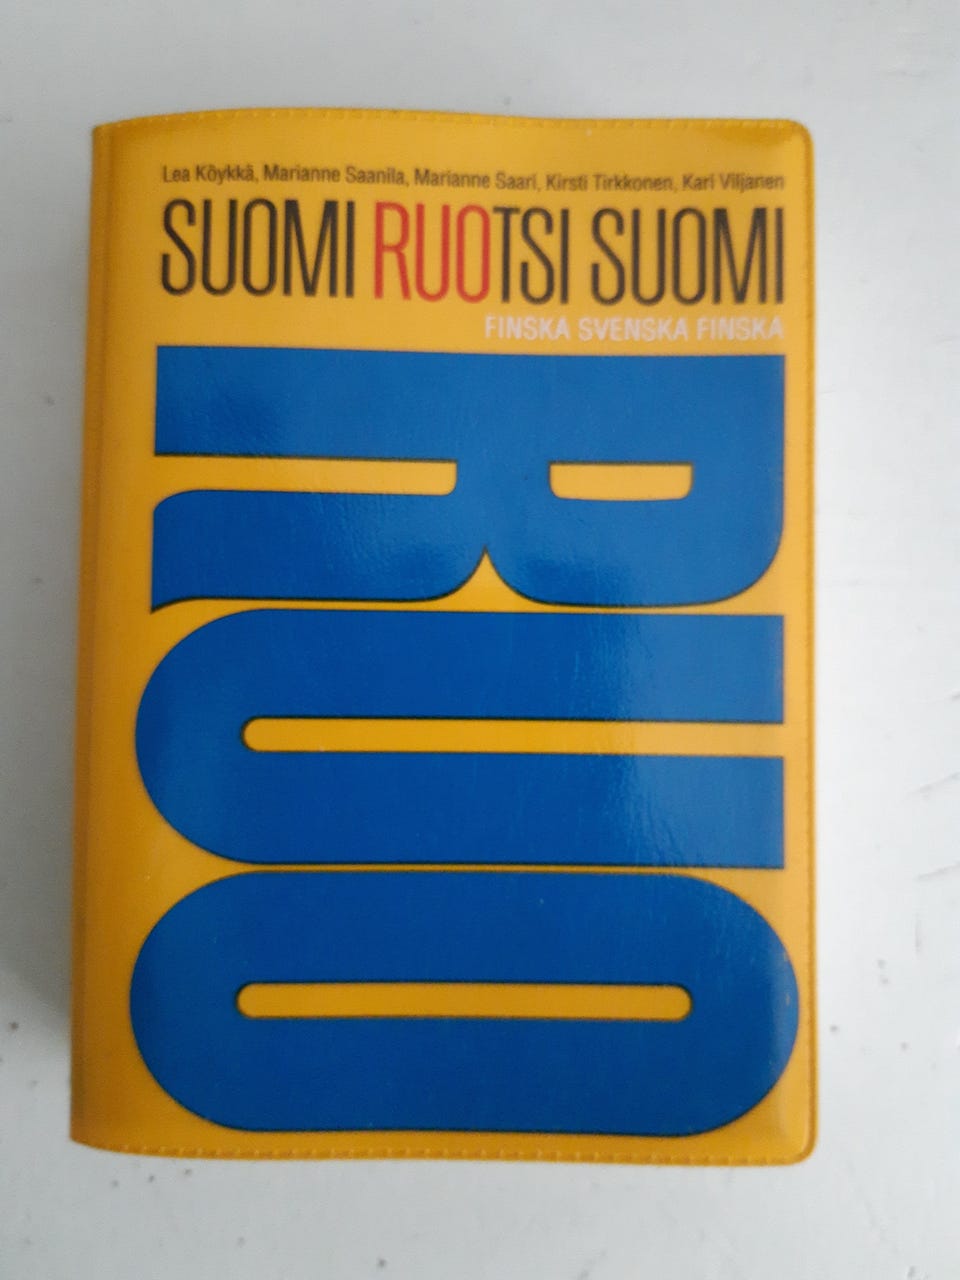 Lea Köykkä, Marianne Saanila, Marianne Saari, Kirsti Tirkkonen, Kari Viljanen
SUOMI RUOTSI SUOMI
FINSKA SVENSKA FINSKA
RUO